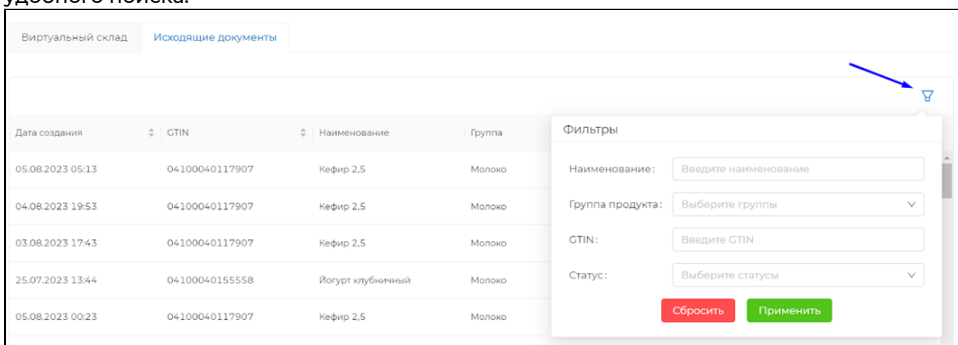 удобного поиска.
Виртуальный склад Исходящие документы
Дата создания GTIN Наименование Группа
05.08.2023 05:13 04100040117907 Кефир 2,5 Молоко
04.08.2023 19:53 04100040117907 Кефир 2,5 Молоко
03.08.2023 17:43 04100040117907 Кефир 2,5 Молоко
25.07.2023 13:44 04100040155558 Йогурт клубничный Молоко
05.08.2023 00:23 04100040117907 Кефир 2,5 Молоко
Фильтры
Наименование: Введите наименование
Группа продукта: Выберите группы
GTIN: Введите GTIN
Статус: Выберите статусы
Сбросить Применить